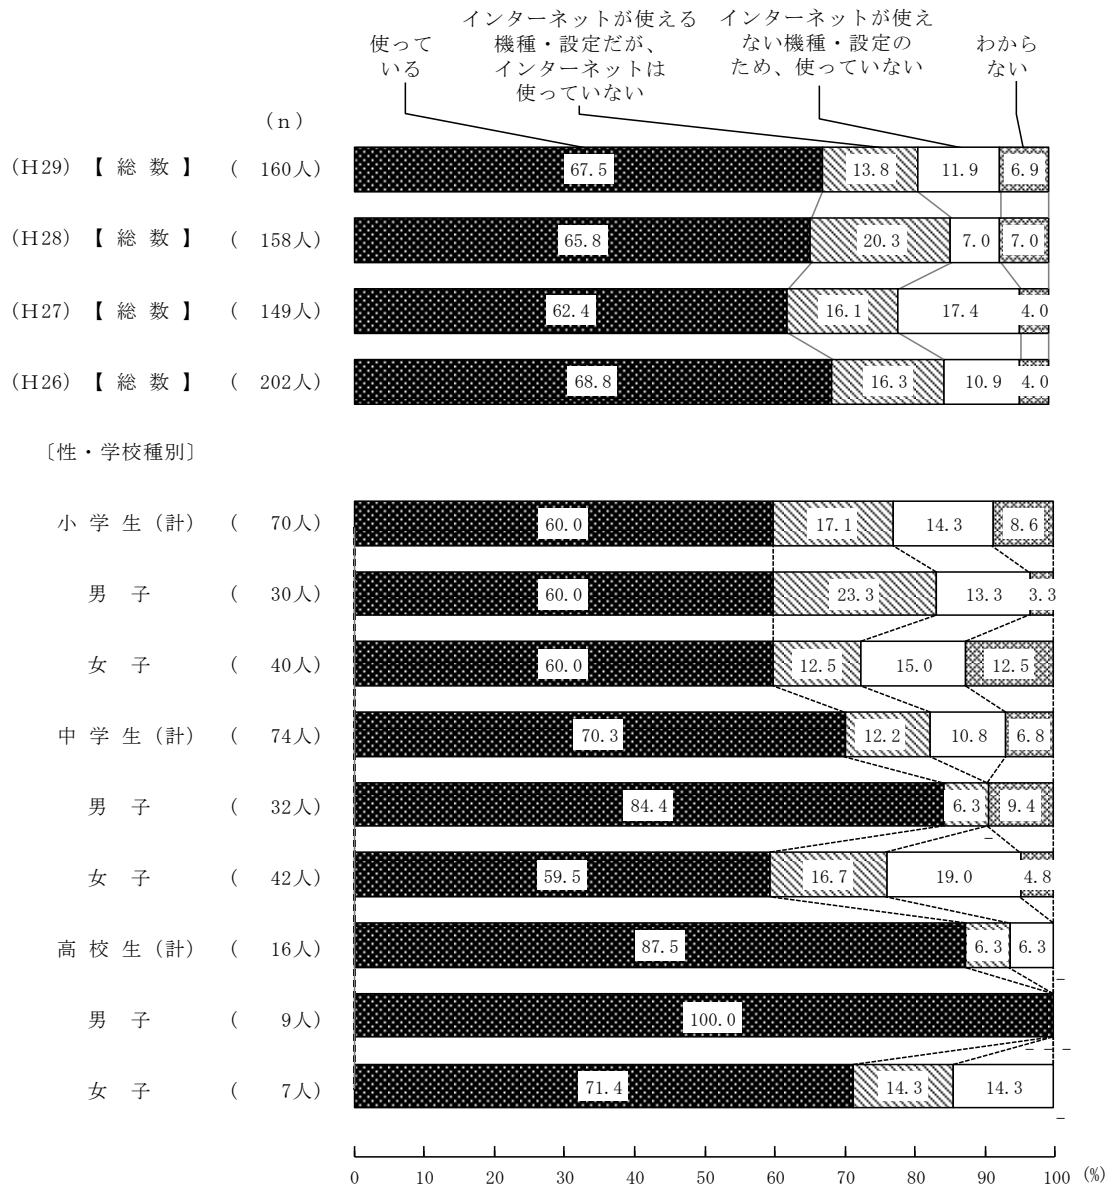 使って
いる
インターネットが使える
機種・設定だが、
インターネットは
使っていない
インターネットが使え
ない機種・設定の
ため、使っていない
わから
ない
(n)
(H29)【 総 数 】 ( 160人) 67.5 13.8 11.9 6.9
(H28)【 総 数 】 ( 158人) 65.8 20.3 7.0 7.0
(H27)【 総 数 】 ( 149人) 62.4 16.1 17.4 4.0
(H26)【 総 数 】 ( 202人) 68.8 16.3 10.9 4.0
〔性・学校種別〕
小 学 生 (計) ( 70人) 60.0 17.1 14.3 8.6
男 子 ( 30人) 60.0 23.3 13.3 3.3
女 子 ( 40人) 60.0 12.5 15.0 12.5
中 学 生 (計) ( 74人) 70.3 12.2 10.8 6.8
男 子 ( 32人) 84.4 6.3 9.4
−
女 子 ( 42人) 59.5 16.7 19.0 4.8
高 校 生 (計) ( 16人) 87.5 6.3 6.3
−
男 子 ( 9人) 100.0
− − −
女 子 ( 7人) 71.4 14.3 14.3
−
0 10 20 30 40 50 60 70 80 90 100 (%)